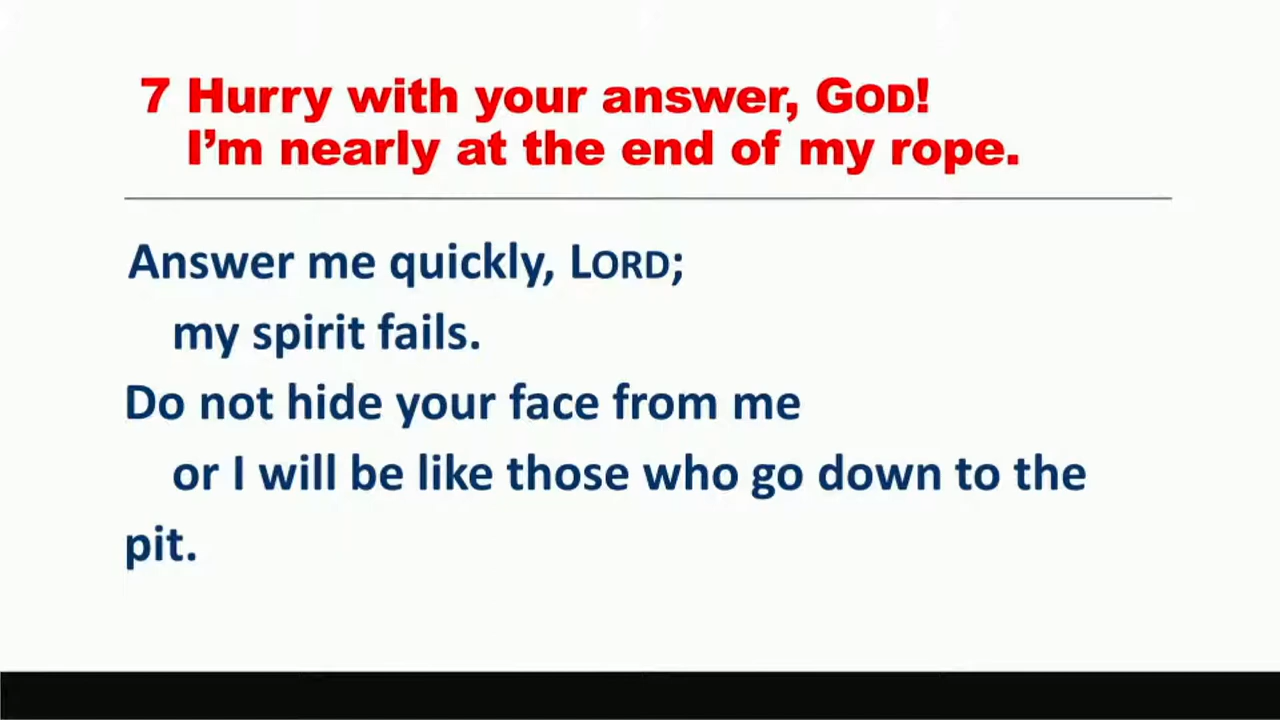 7 Hurry with your answer, GOD!
I’m nearly at the end of my rope.
Answer me quickly, LORD;
my spirit fails.
Do not hide your face from me
or I will be like those who go down to the
pit.